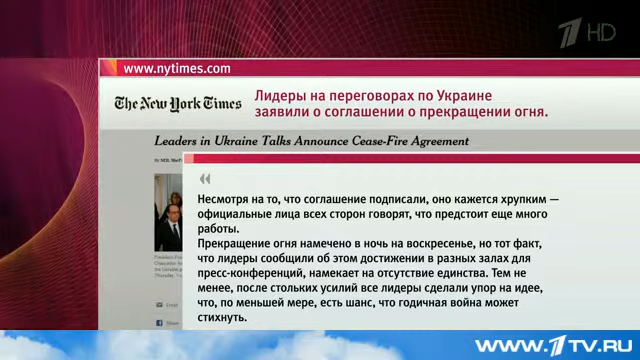 1 HD
www.nytimes.com
The New York Times
Лидеры на переговорах по Украине
заявили о соглашении о прекращении огня.
Leaders in Ukraine Talks Announce Cease-Fire Agreement
Несмотря на то, что соглашение подписали, оно кажется хрупким —
официальные лица всех сторон говорят, что предстоит еще много
работы.
Прекращение огня намечено в ночь на воскресенье, но тот факт,
что лидеры сообщили об этом достижении в разных залах для
пресс-конференций, намекает на отсутствие единства. Тем не
менее, после стольких усилий все лидеры сделали упор на идее,
что, по меньшей мере, есть шанс, что годичная война может
стихнуть.
Email
Share
www.1TV.ru